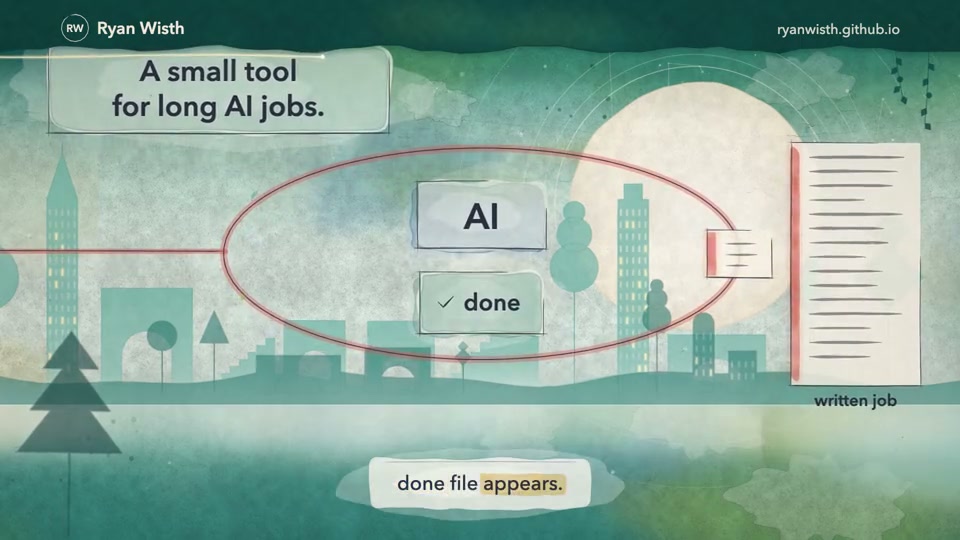 RW
Ryan Wisth
ryanwisth.github.io
A small tool
for long AI jobs.
AI
✓ done
written job
done file appears.